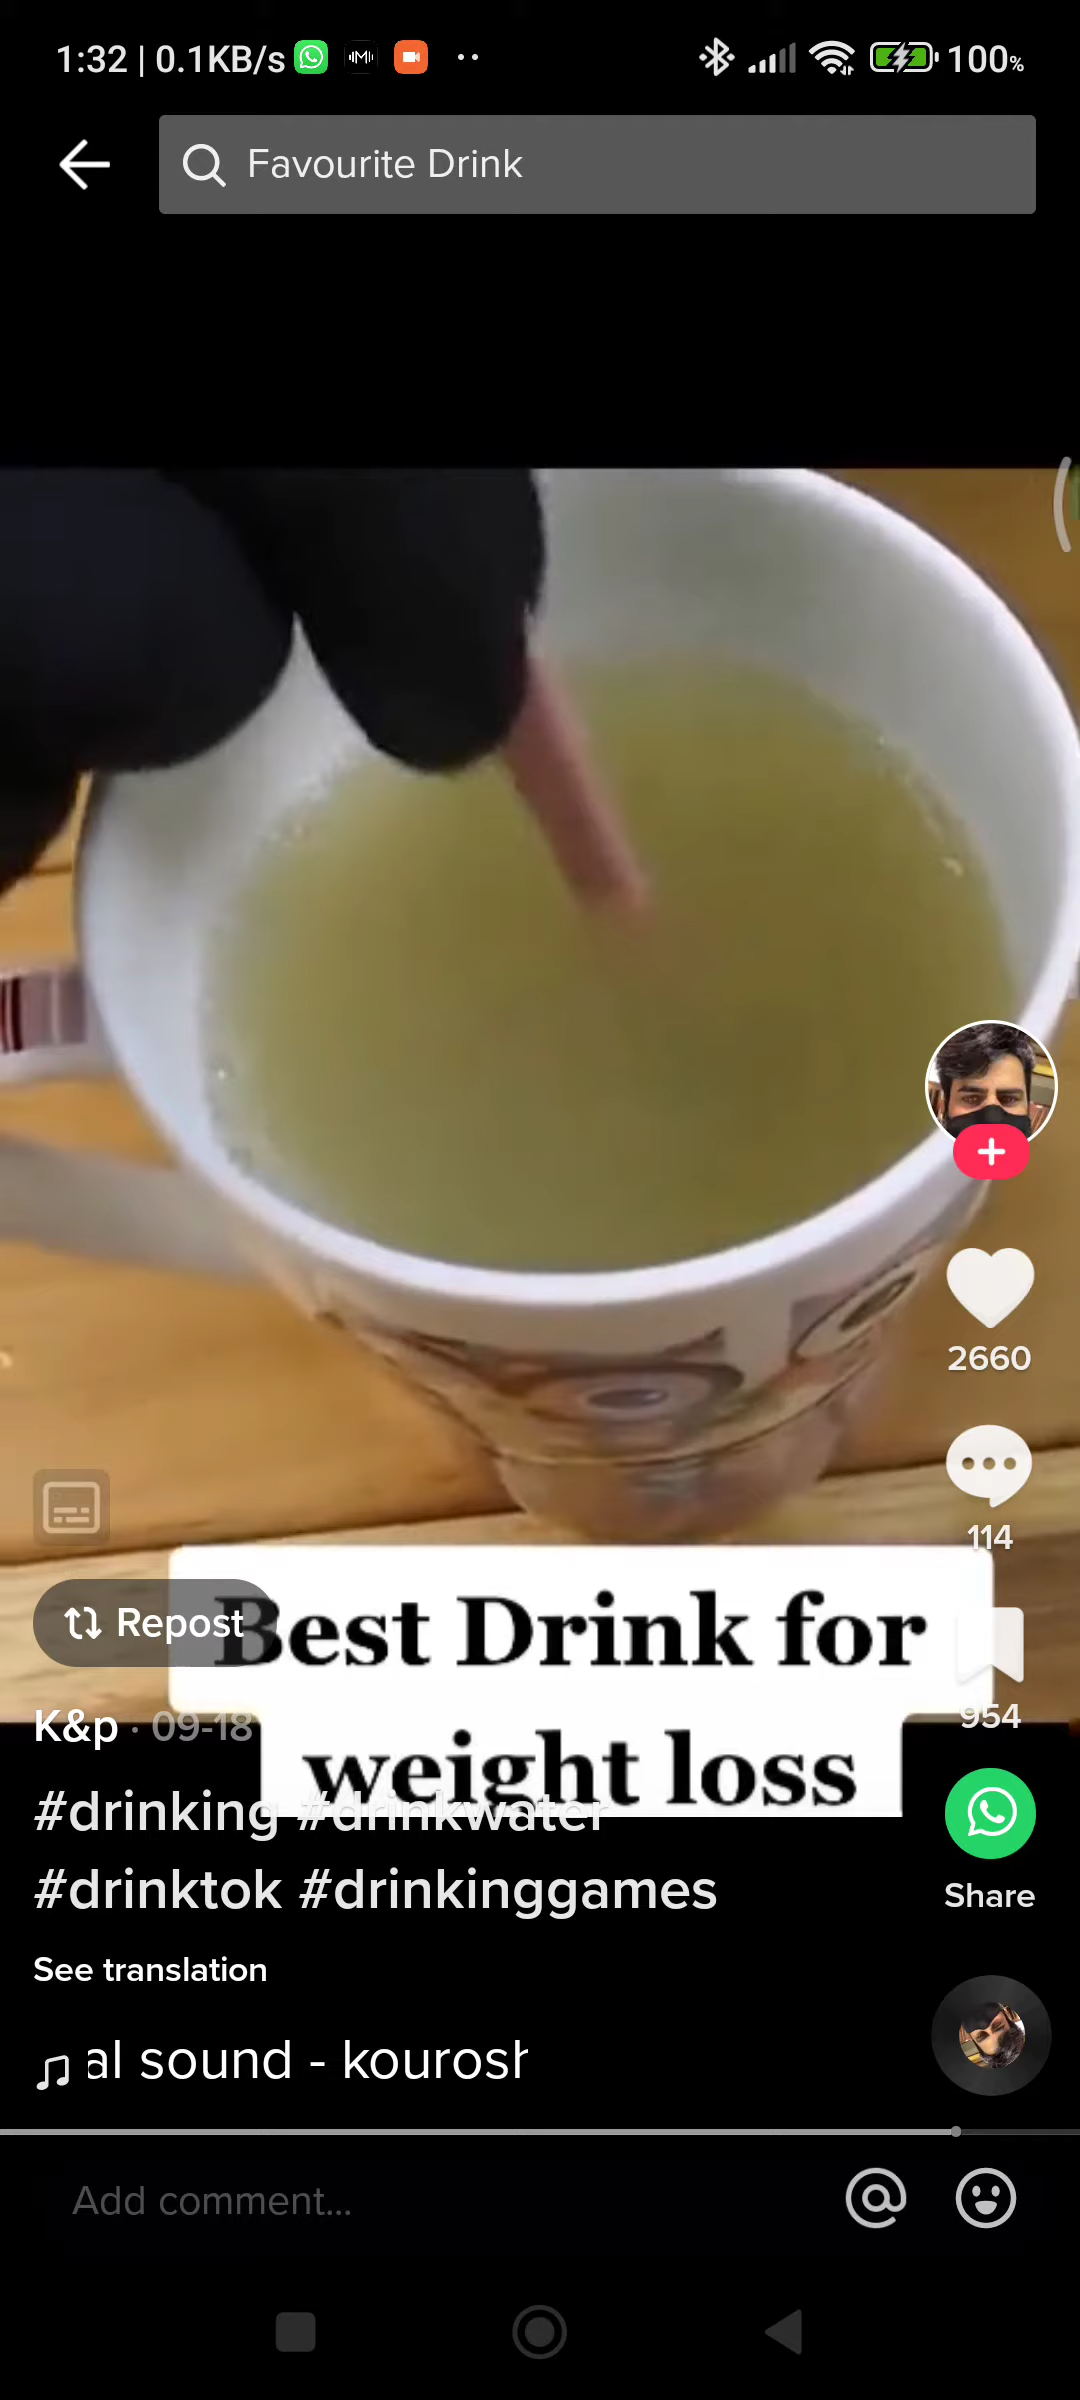 1:32 | 0.1KB/s
100%
Favourite Drink
2660
114
Best Drink for
Repost
954
K&p · 09-18
weight loss
#drinking #drinkwater
#drinktok #drinkinggames
Share
See translation
al sound - kourosh
Add comment...